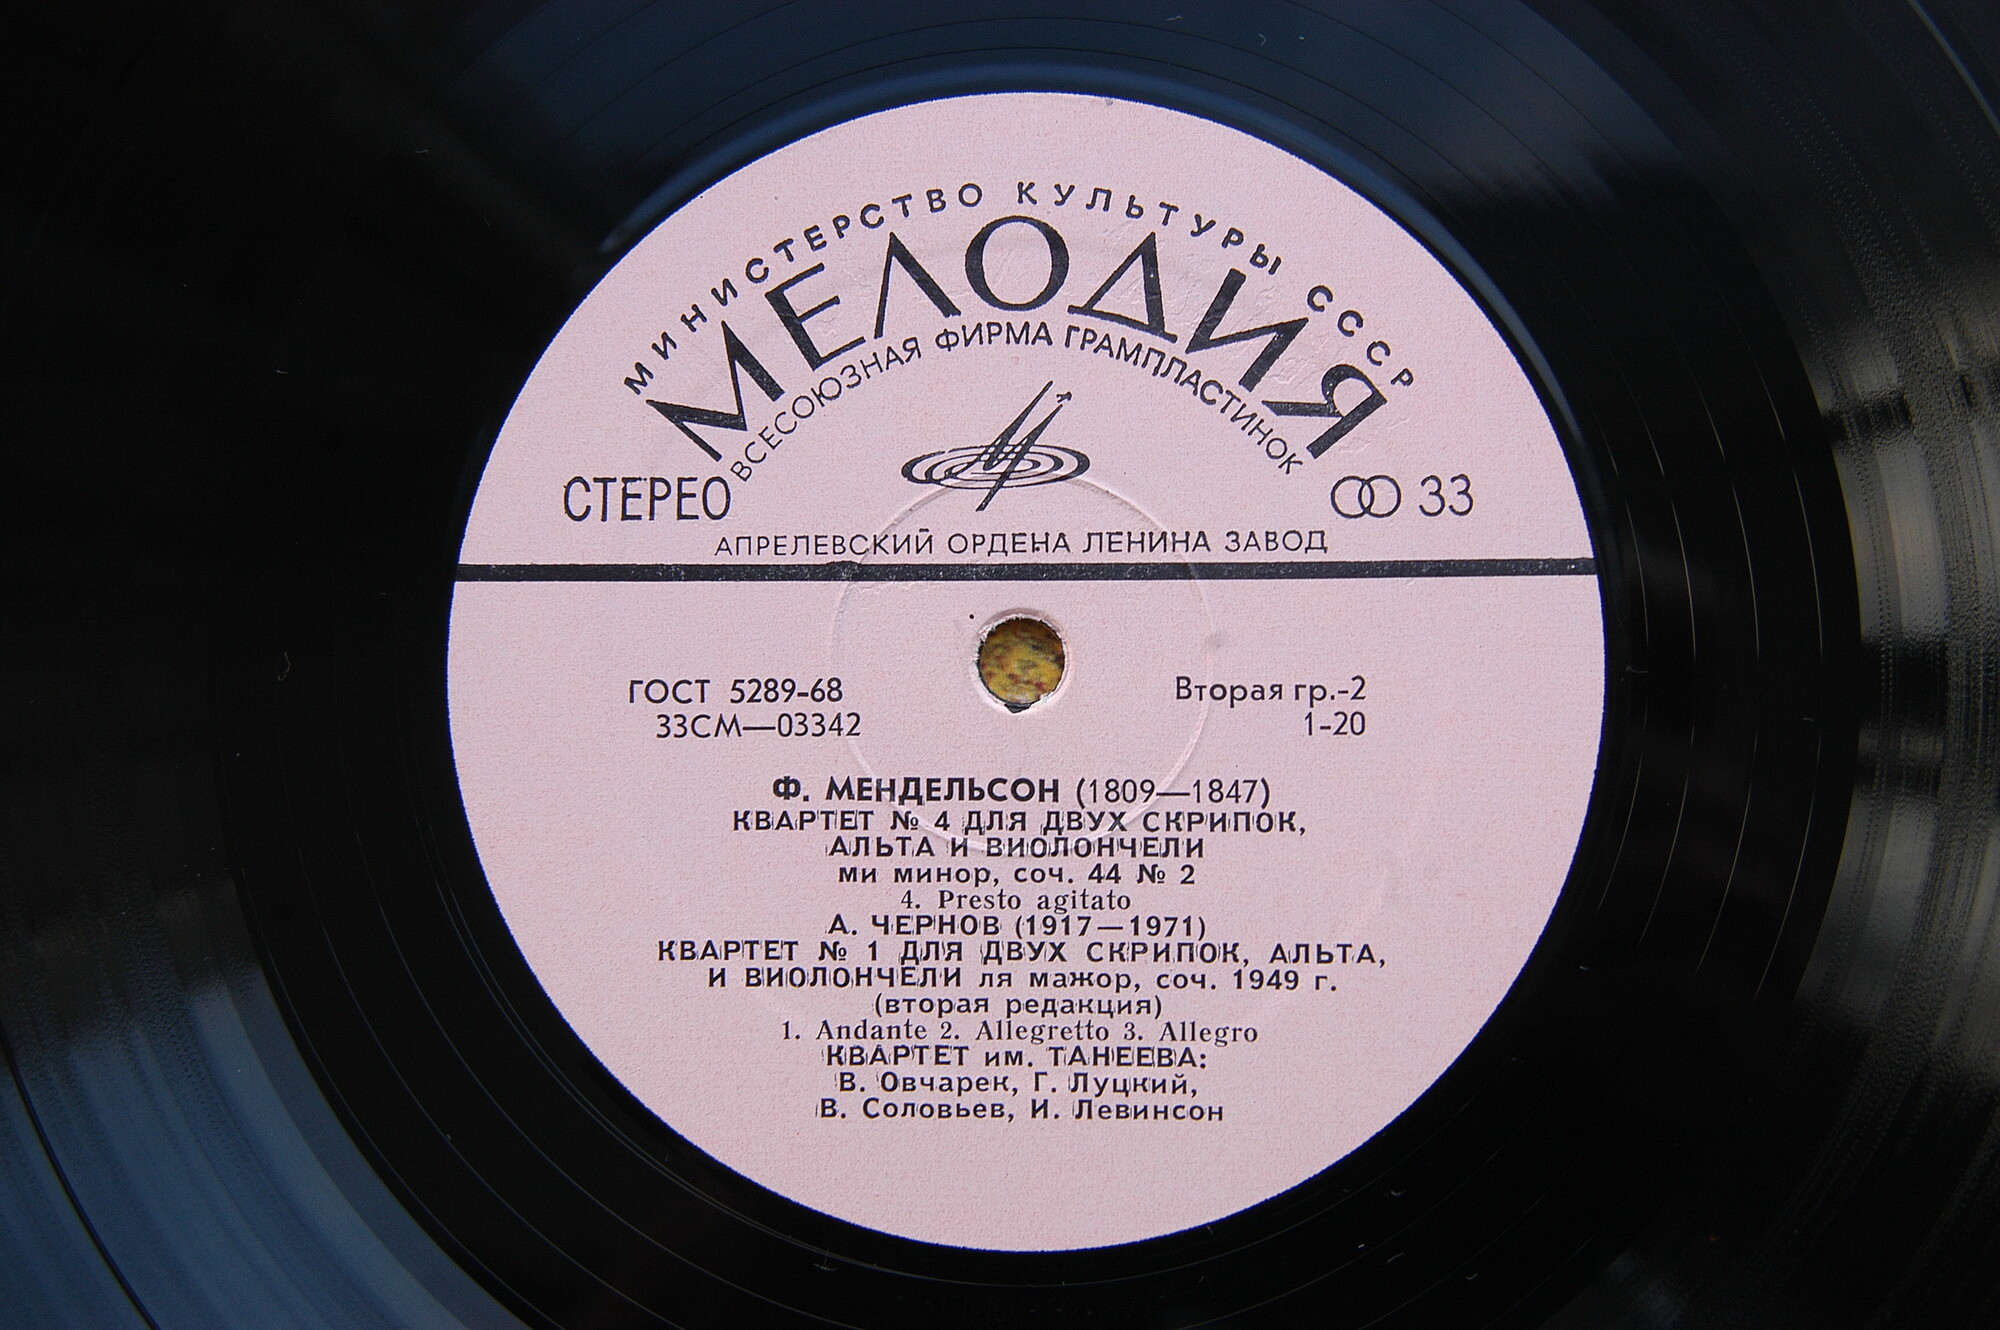 МИНИСТЕРСТВО КУЛЬТУРЫ СССР
МЕЛОДИЯ
ВСЕСОЮЗНАЯ ФИРМА ГРАМПЛАСТИНОК
СТЕРЕО 33
АПРЕЛЕВСКИЙ ОРДЕНА ЛЕНИНА ЗАВОД
ГОСТ 5289-68 Вторая гр.-2
33СМ—03342 1-20
Ф. МЕНДЕЛЬСОН (1809—1847)
КВАРТЕТ № 4 ДЛЯ ДВУХ СКРИПОК,
АЛЬТА И ВИОЛОНЧЕЛИ
ми минор, соч. 44 № 2
4. Presto agitato
А. ЧЕРНОВ (1917—1971)
КВАРТЕТ № 1 ДЛЯ ДВУХ СКРИПОК, АЛЬТА,
И ВИОЛОНЧЕЛИ ля мажор, соч. 1949 г.
(вторая редакция)
1. Andante 2. Allegretto 3. Allegro
КВАРТЕТ им. ТАНЕЕВА:
В. Овчарек, Г. Луцкий,
В. Соловьев, И. Левинсон